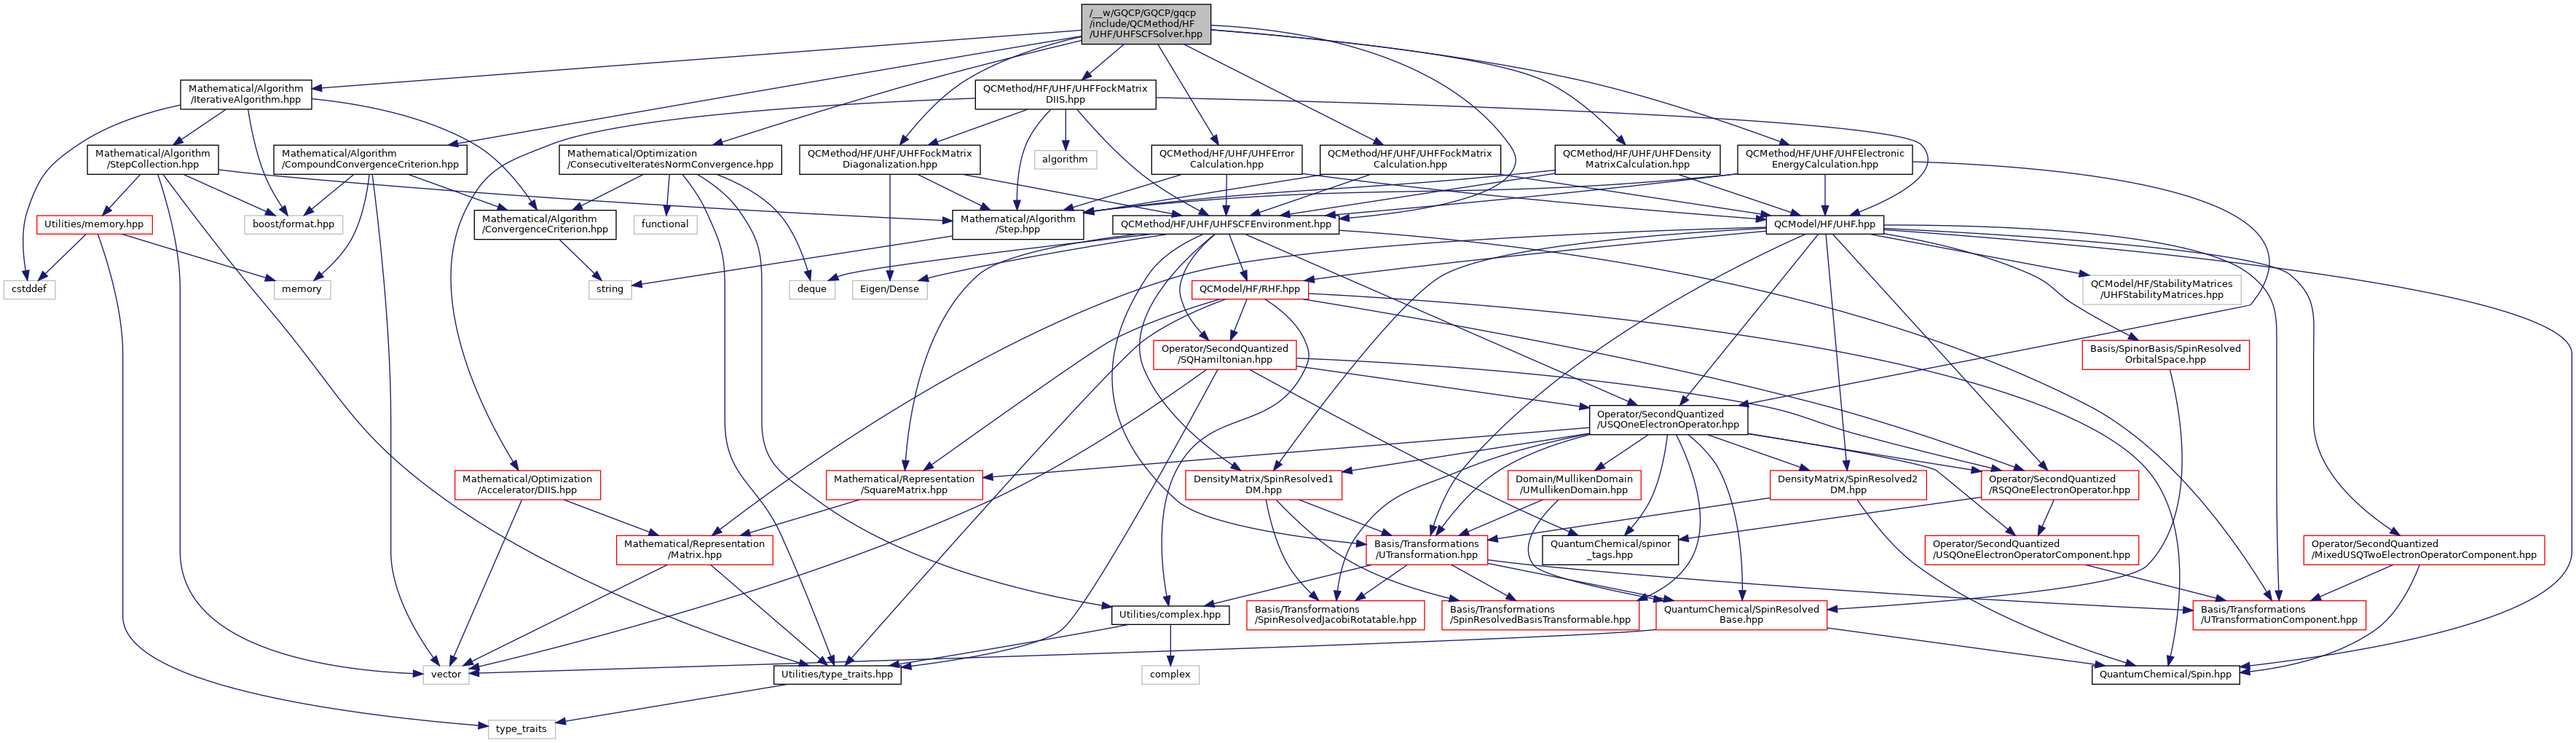 /__w/GQCP/GQCP/gqcp
/include/QCMethod/HF
/UHF/UHFSCFSolver.hpp
Mathematical/Algorithm
/IterativeAlgorithm.hpp
QCMethod/HF/UHF/UHFFockMatrix
DIIS.hpp
Mathematical/Algorithm
/StepCollection.hpp
Mathematical/Algorithm
/CompoundConvergenceCriterion.hpp
Mathematical/Optimization
/ConsecutiveIteratesNormConvergence.hpp
QCMethod/HF/UHF/UHFFockMatrix
Diagonalization.hpp
algorithm
QCMethod/HF/UHF/UHFError
Calculation.hpp
QCMethod/HF/UHF/UHFFockMatrix
Calculation.hpp
QCMethod/HF/UHF/UHFDensity
MatrixCalculation.hpp
QCMethod/HF/UHF/UHFElectronic
EnergyCalculation.hpp
Utilities/memory.hpp
boost/format.hpp
Mathematical/Algorithm
/ConvergenceCriterion.hpp
functional
Mathematical/Algorithm
/Step.hpp
QCMethod/HF/UHF/UHFSCFEnvironment.hpp
QCModel/HF/UHF.hpp
cstddef
memory
string
deque
Eigen/Dense
QCModel/HF/RHF.hpp
QCModel/HF/StabilityMatrices
/UHFStabilityMatrices.hpp
Operator/SecondQuantized
/SQHamiltonian.hpp
Basis/SpinorBasis/SpinResolved
OrbitalSpace.hpp
Operator/SecondQuantized
/USQOneElectronOperator.hpp
Mathematical/Optimization
/Accelerator/DIIS.hpp
Mathematical/Representation
/SquareMatrix.hpp
DensityMatrix/SpinResolved1
DM.hpp
Domain/MullikenDomain
/UMullikenDomain.hpp
DensityMatrix/SpinResolved2
DM.hpp
Operator/SecondQuantized
/RSQOneElectronOperator.hpp
Mathematical/Representation
/Matrix.hpp
Basis/Transformations
/UTransformation.hpp
QuantumChemical/spinor
_tags.hpp
Operator/SecondQuantized
/USQOneElectronOperatorComponent.hpp
Operator/SecondQuantized
/MixedUSQTwoElectronOperatorComponent.hpp
Utilities/complex.hpp
Basis/Transformations
/SpinResolvedJacobiRotatable.hpp
Basis/Transformations
/SpinResolvedBasisTransformable.hpp
QuantumChemical/SpinResolved
Base.hpp
Basis/Transformations
/UTransformationComponent.hpp
vector
Utilities/type_traits.hpp
complex
QuantumChemical/Spin.hpp
type_traits